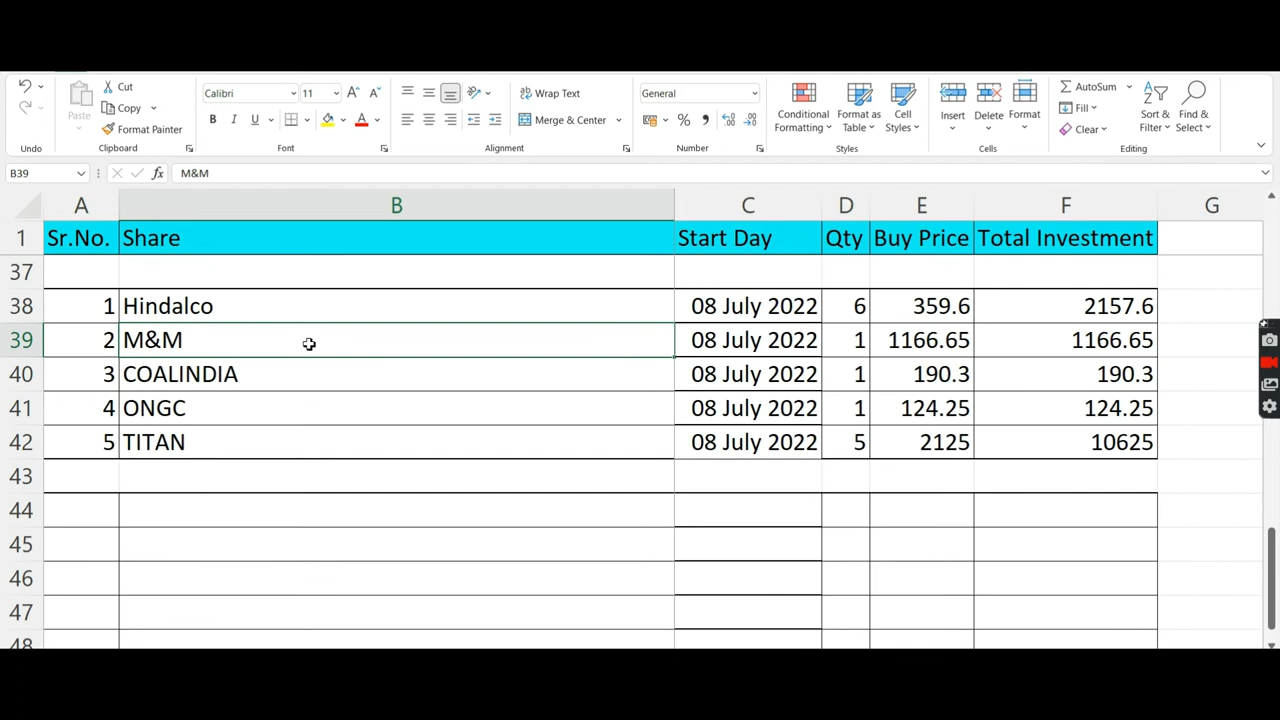 Cut
Copy
Paste
Format Painter
Undo
Clipboard
Calibri
11
B I U
Font
ab Wrap Text
Merge & Center
Alignment
General
Number
Conditional Formatting
Format as Table
Cell Styles
Styles
Insert
Delete
Format
Cells
AutoSum
Fill
Clear
Sort & Filter
Find & Select
Editing
B39 fx M&M
A B C D E F G
1 Sr.No. Share Start Day Qty Buy Price Total Investment
37
38 1 Hindalco 08 July 2022 6 359.6 2157.6
39 2 M&M 08 July 2022 1 1166.65 1166.65
40 3 COALINDIA 08 July 2022 1 190.3 190.3
41 4 ONGC 08 July 2022 1 124.25 124.25
42 5 TITAN 08 July 2022 5 2125 10625
43
44
45
46
47
48